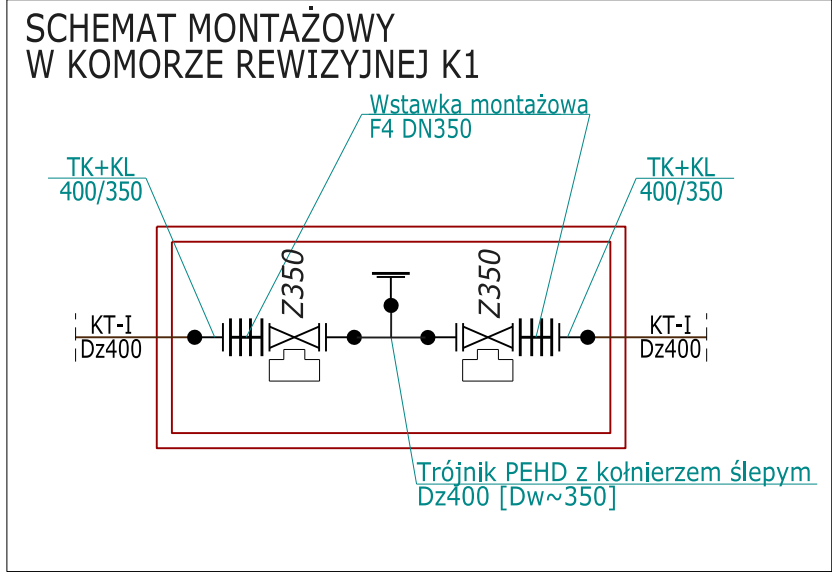 SCHEMAT MONTAŻOWY
W KOMORZE REWIZYJNEJ K1
Wstawka montażowa
F4 DN350
TK+KL
400/350
TK+KL
400/350
Z350
Z350
KT-I
Dz400
KT-I
Dz400
Trójnik PEHD z kołnierzem ślepym
Dz400 [Dw~350]